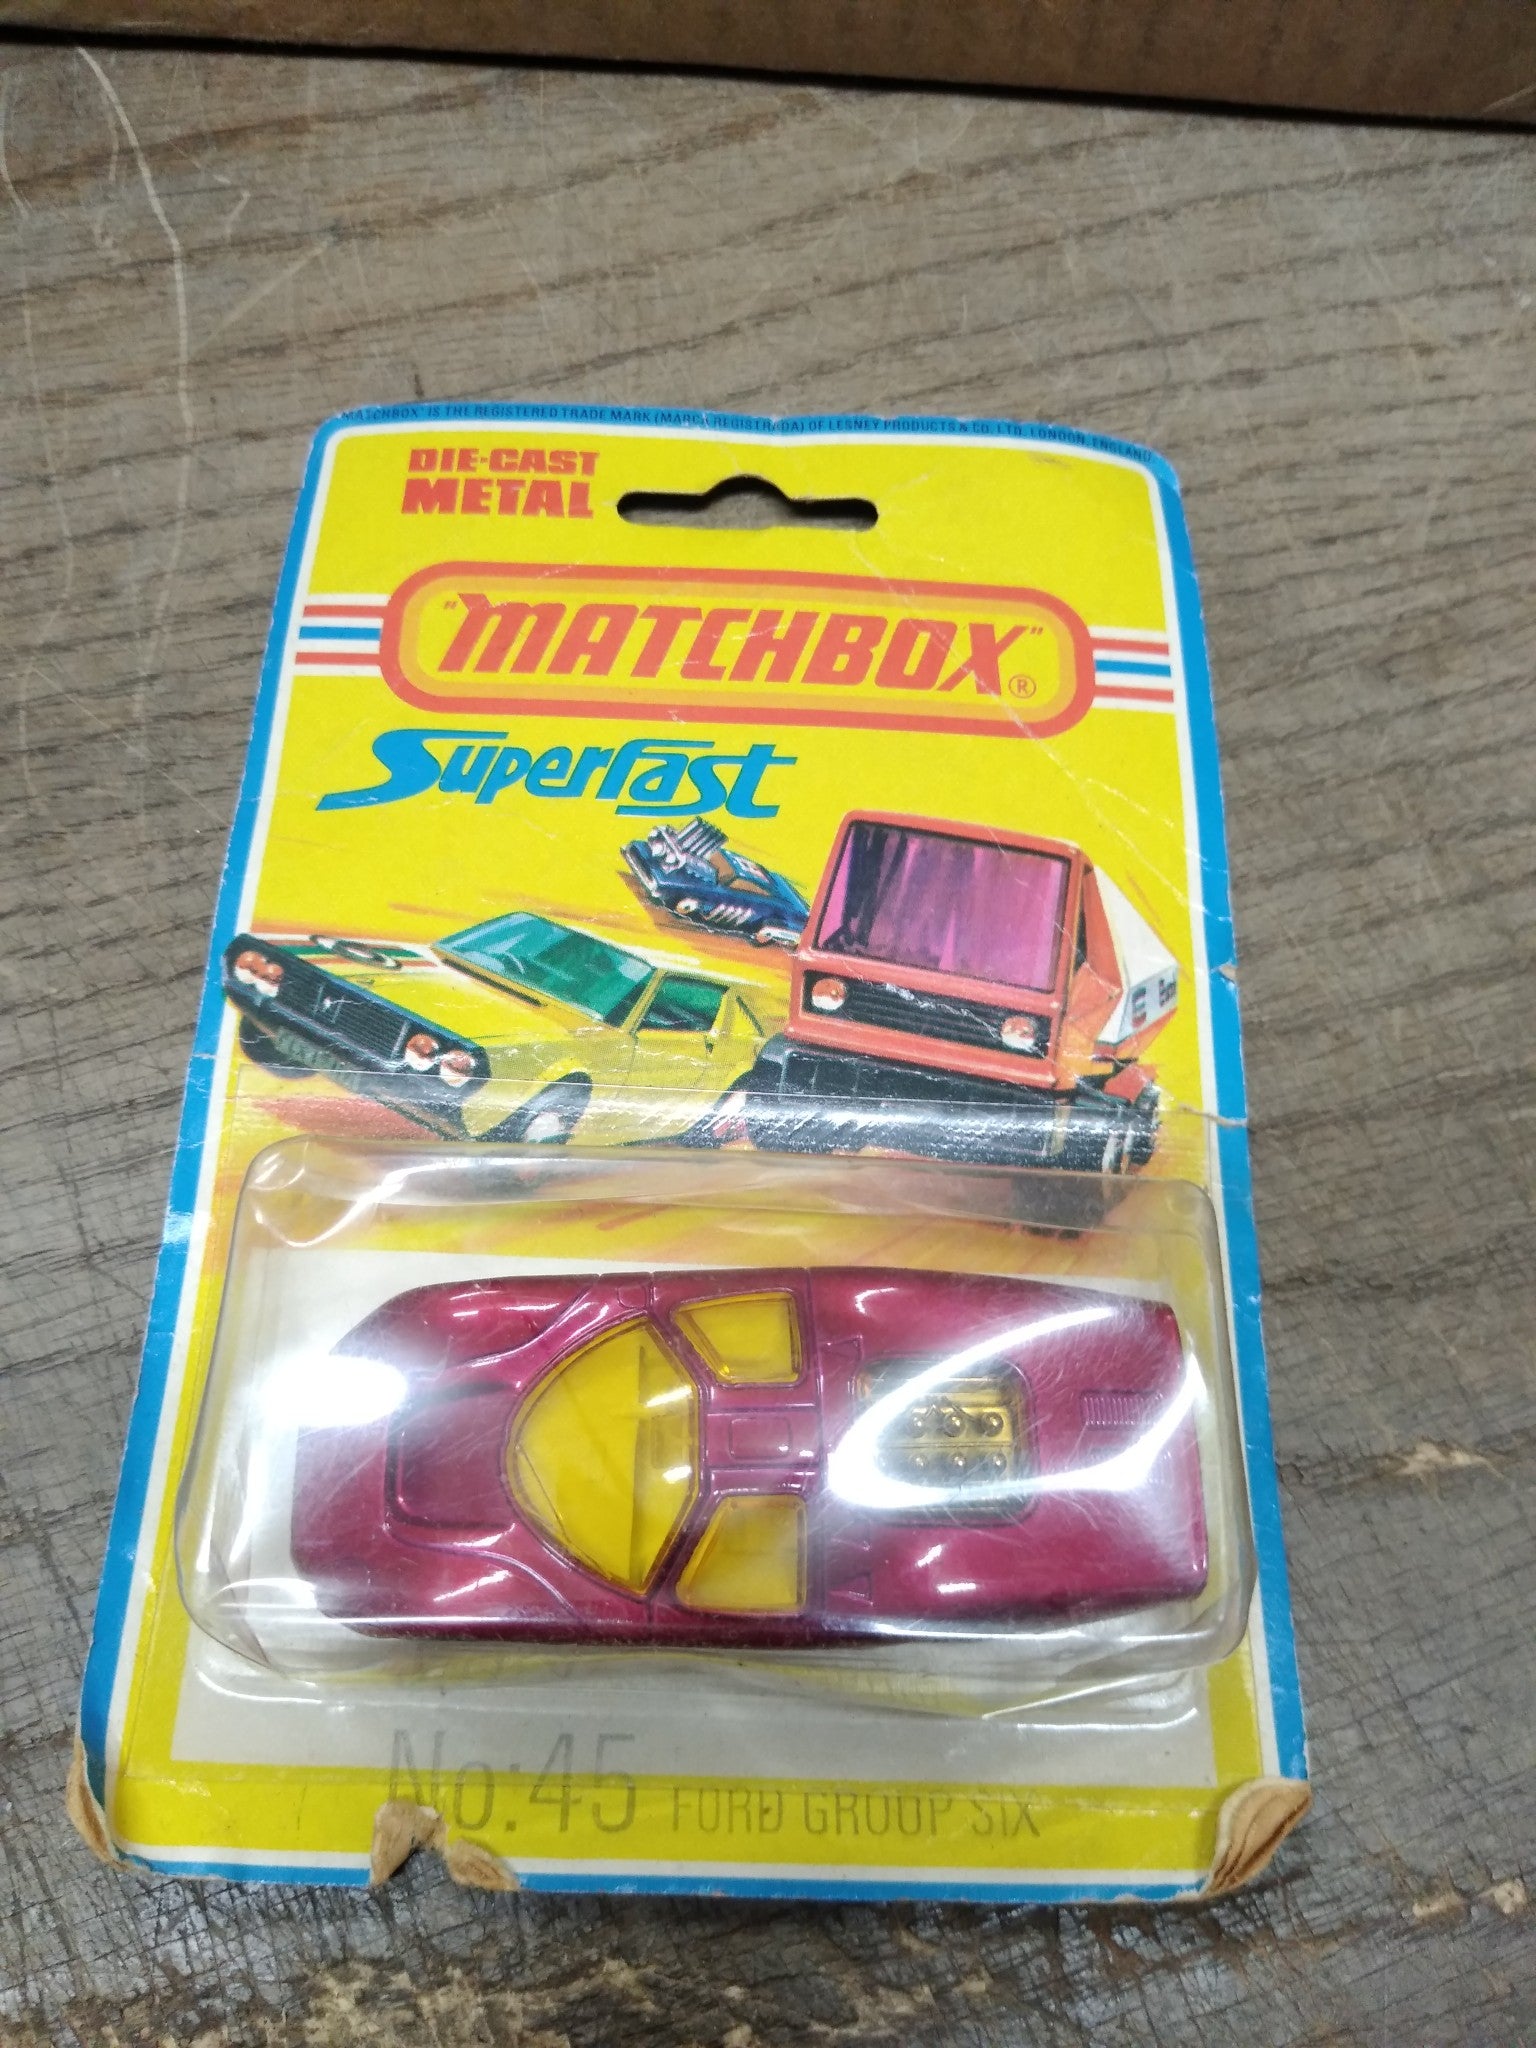 "MATCHBOX" IS THE REGISTERED TRADE MARK (MARCA REGISTRADA) OF LESNEY PRODUCTS & CO. LTD. LONDON, ENGLAND.
DIE-CAST
METAL
"MATCHBOX"®
Superfast
No:45 FORD GROUP SIX